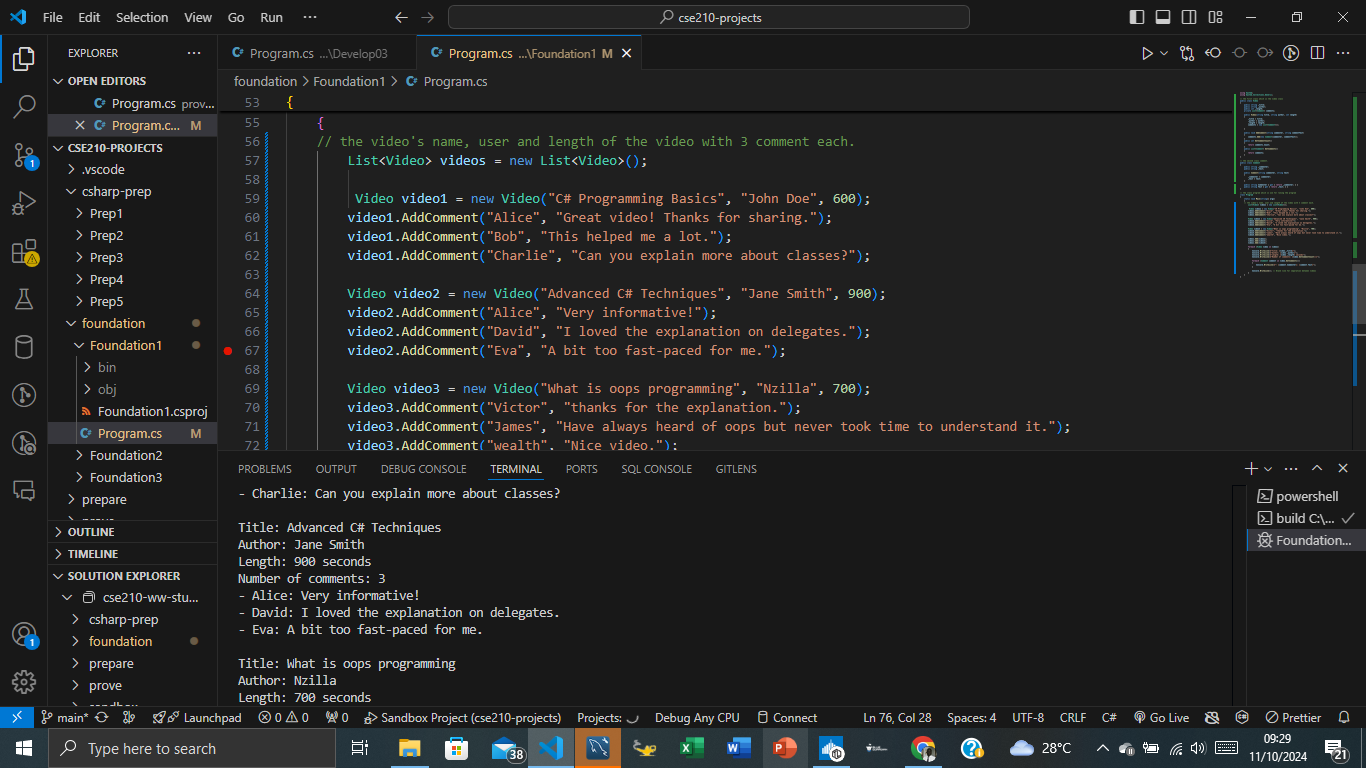 File Edit Selection View Go Run ··· cse210-projects
EXPLORER ···
OPEN EDITORS
Program.cs prov...
Program.c... M
CSE210-PROJECTS
.vscode
csharp-prep
Prep1
Prep2
Prep3
Prep4
Prep5
foundation
Foundation1
bin
obj
Foundation1.csproj
Program.cs M
Foundation2
Foundation3
prepare
OUTLINE
TIMELINE
SOLUTION EXPLORER
cse210-ww-stu...
csharp-prep
foundation
prepare
prove
1
1
Program.cs ...\Develop03
Program.cs ...\Foundation1 M
foundation > Foundation1 > Program.cs
53 {
55 {
56 // the video's name, user and length of the video with 3 comment each.
57 List<Video> videos = new List<Video>();
58
59 Video video1 = new Video("C# Programming Basics", "John Doe", 600);
60 video1.AddComment("Alice", "Great video! Thanks for sharing.");
61 video1.AddComment("Bob", "This helped me a lot.");
62 video1.AddComment("Charlie", "Can you explain more about classes?");
63
64 Video video2 = new Video("Advanced C# Techniques", "Jane Smith", 900);
65 video2.AddComment("Alice", "Very informative!");
66 video2.AddComment("David", "I loved the explanation on delegates.");
67 video2.AddComment("Eva", "A bit too fast-paced for me.");
68
69 Video video3 = new Video("What is oops programming", "Nzilla", 700);
70 video3.AddComment("Victor", "thanks for the explanation.");
71 video3.AddComment("James", "Have always heard of oops but never took time to understand it.");
72 video3.AddComment("wealth", "Nice video.");
PROBLEMS OUTPUT DEBUG CONSOLE TERMINAL PORTS SQL CONSOLE GITLENS
- Charlie: Can you explain more about classes?
Title: Advanced C# Techniques
Author: Jane Smith
Length: 900 seconds
Number of comments: 3
- Alice: Very informative!
- David: I loved the explanation on delegates.
- Eva: A bit too fast-paced for me.
Title: What is oops programming
Author: Nzilla
Length: 700 seconds
powershell
build C:\...
Foundation...
main* Launchpad 0 0 0 Sandbox Project (cse210-projects) Projects: Debug Any CPU Connect Ln 76, Col 28 Spaces: 4 UTF-8 CRLF C# Go Live Prettier
Type here to search 38 28°C 09:29
11/10/2024 21